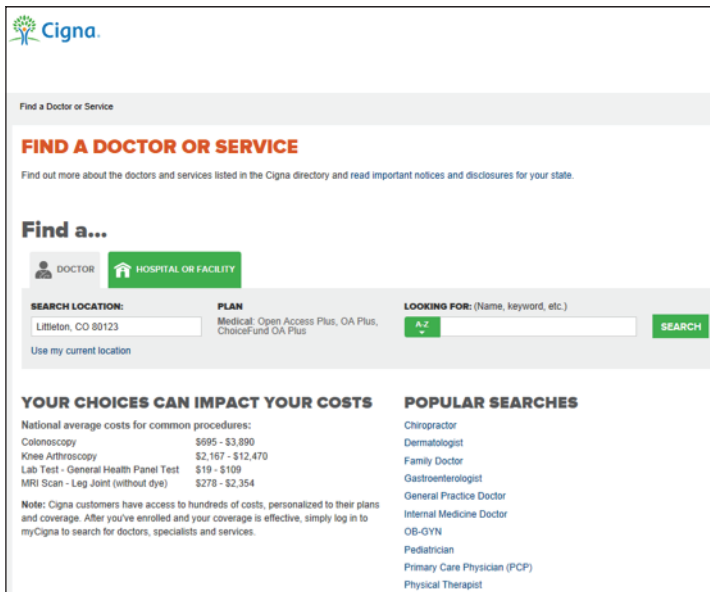 Cigna.
Find a Doctor or Service
FIND A DOCTOR OR SERVICE
Find out more about the doctors and services listed in the Cigna directory and read important notices and disclosures for your state.
Find a...
DOCTOR
HOSPITAL OR FACILITY
SEARCH LOCATION:
Littleton, CO 80123
Use my current location
PLAN
Medical: Open Access Plus, OA Plus,
ChoiceFund OA Plus
LOOKING FOR: (Name, keyword, etc.)
A-Z
SEARCH
YOUR CHOICES CAN IMPACT YOUR COSTS
National average costs for common procedures:
Colonoscopy $695 - $3,890
Knee Arthroscopy $2,167 - $12,470
Lab Test - General Health Panel Test $19 - $109
MRI Scan - Leg Joint (without dye) $278 - $2,354
Note: Cigna customers have access to hundreds of costs, personalized to their plans
and coverage. After you've enrolled and your coverage is effective, simply log in to
myCigna to search for doctors, specialists and services.
POPULAR SEARCHES
Chiropractor
Dermatologist
Family Doctor
Gastroenterologist
General Practice Doctor
Internal Medicine Doctor
OB-GYN
Pediatrician
Primary Care Physician (PCP)
Physical Therapist